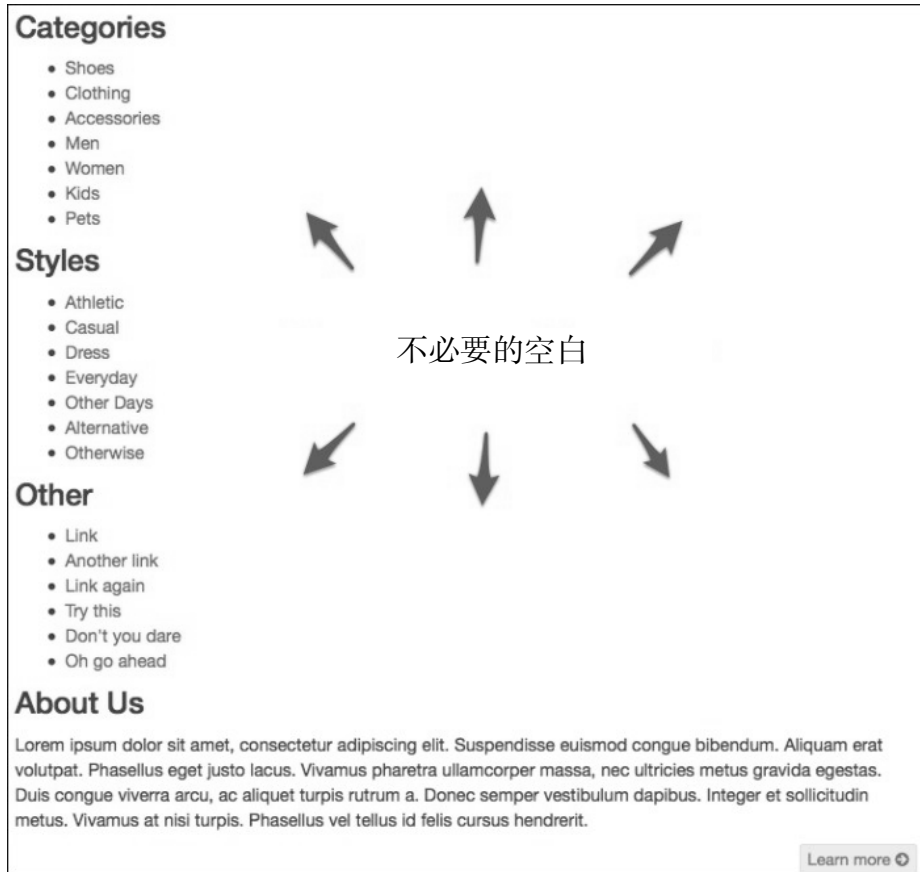 Categories
Shoes
Clothing
Accessories
Men
Women
Kids
Pets
Styles
Athletic
Casual
Dress
Everyday
Other Days
Alternative
Otherwise
不必要的空白
Other
Link
Another link
Link again
Try this
Don't you dare
Oh go ahead
About Us
Lorem ipsum dolor sit amet, consectetur adipiscing elit. Suspendisse euismod congue bibendum. Aliquam erat
volutpat. Phasellus eget justo lacus. Vivamus pharetra ullamcorper massa, nec ultricies metus gravida egestas.
Duis congue viverra arcu, ac aliquet turpis rutrum a. Donec semper vestibulum dapibus. Integer et sollicitudin
metus. Vivamus at nisi turpis. Phasellus vel tellus id felis cursus hendrerit.
Learn more